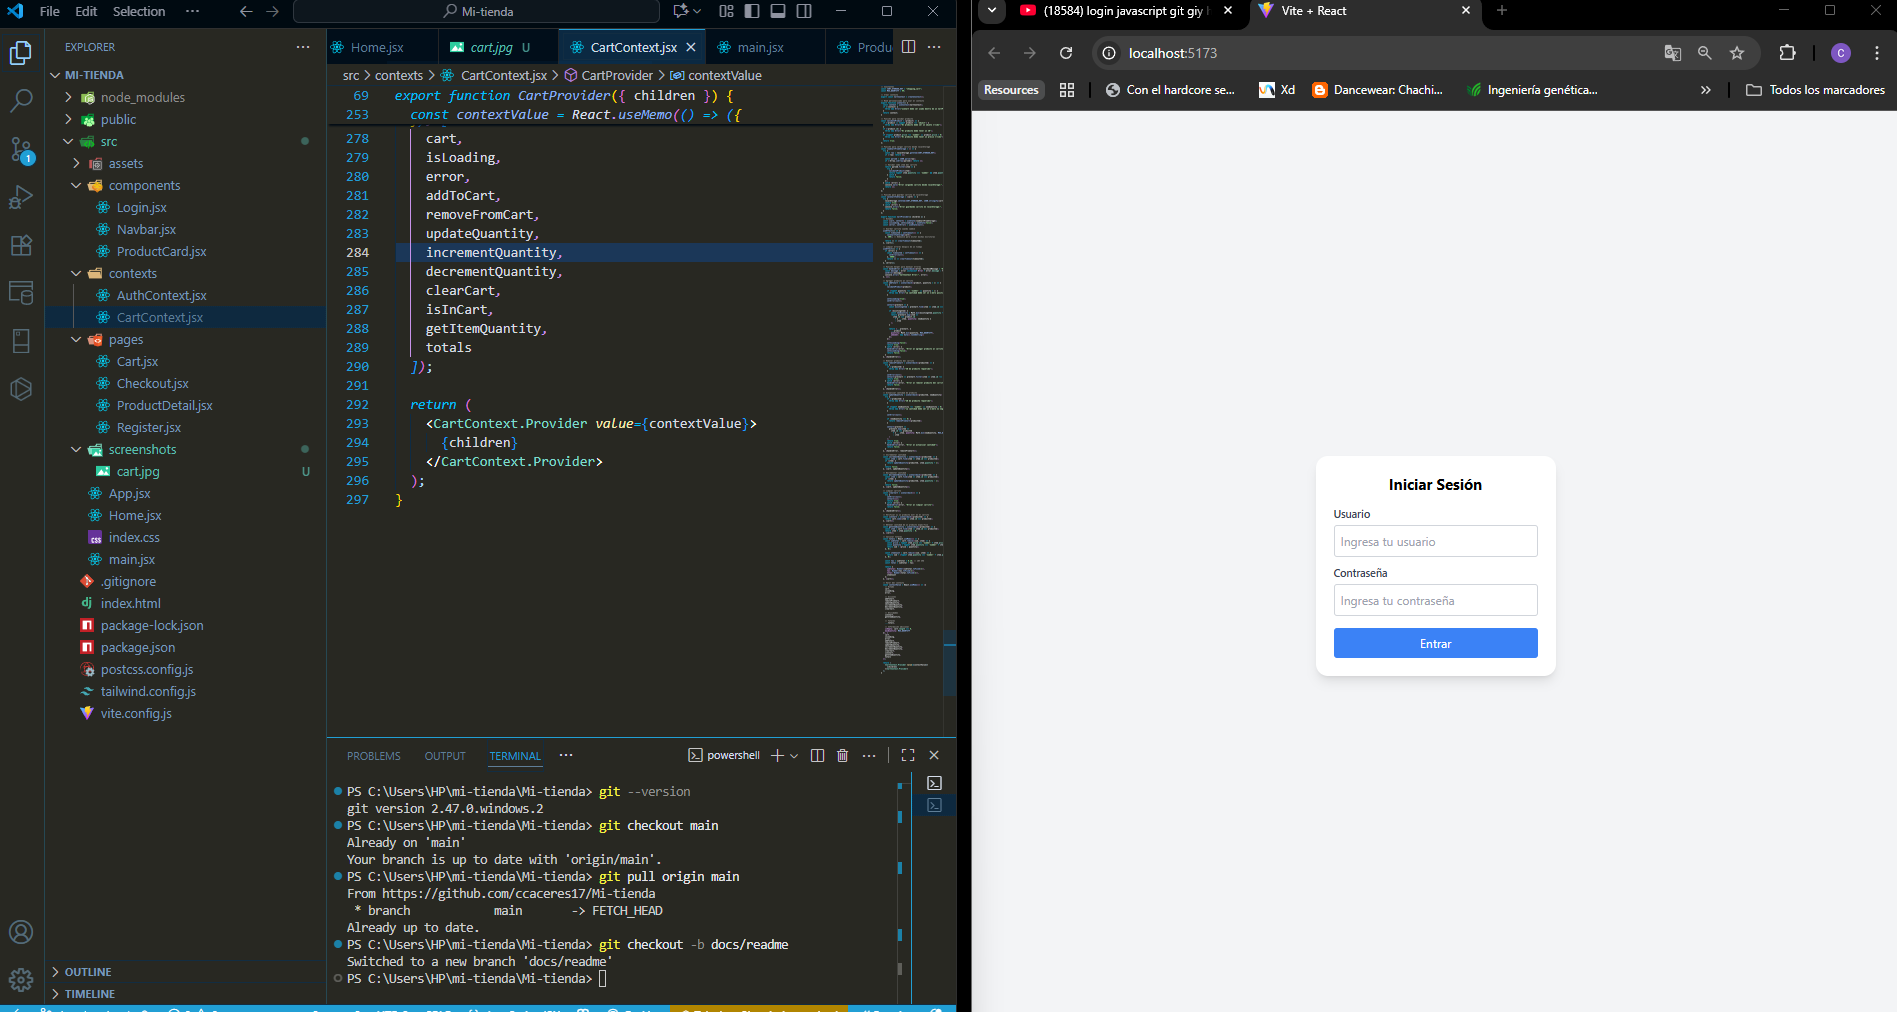 File Edit Selection ··· Mi-tienda
EXPLORER
MI-TIENDA
node_modules
public
src
assets
components
Login.jsx
Navbar.jsx
ProductCard.jsx
contexts
AuthContext.jsx
CartContext.jsx
pages
Cart.jsx
Checkout.jsx
ProductDetail.jsx
Register.jsx
screenshots
cart.jpg U
App.jsx
Home.jsx
index.css
main.jsx
.gitignore
index.html
package-lock.json
package.json
postcss.config.js
tailwind.config.js
vite.config.js
OUTLINE
TIMELINE
Home.jsx cart.jpg U CartContext.jsx main.jsx Produ
src > contexts > CartContext.jsx > CartProvider > contextValue
69 export function CartProvider({ children }) {
253 const contextValue = React.useMemo(() => ({
278 cart,
279 isLoading,
280 error,
281 addToCart,
282 removeFromCart,
283 updateQuantity,
284 incrementQuantity,
285 decrementQuantity,
286 clearCart,
287 isInCart,
288 getItemQuantity,
289 totals
290 ]);
291
292 return (
293 <CartContext.Provider value={contextValue}>
294 {children}
295 </CartContext.Provider>
296 );
297 }
PROBLEMS OUTPUT TERMINAL ··· powershell
PS C:\Users\HP\mi-tienda\Mi-tienda> git --version
git version 2.47.0.windows.2
PS C:\Users\HP\mi-tienda\Mi-tienda> git checkout main
Already on 'main'
Your branch is up to date with 'origin/main'.
PS C:\Users\HP\mi-tienda\Mi-tienda> git pull origin main
From https://github.com/ccaceres17/Mi-tienda
* branch main -> FETCH_HEAD
Already up to date.
PS C:\Users\HP\mi-tienda\Mi-tienda> git checkout -b docs/readme
Switched to a new branch 'docs/readme'
PS C:\Users\HP\mi-tienda\Mi-tienda>
(18584) login javascript git giy Vite + React
localhost:5173 C
Resources Con el hardcore se... Xd Dancewear: Chachi... Ingeniería genética... » Todos los marcadores
Iniciar Sesión
Usuario
Ingresa tu usuario
Contraseña
Ingresa tu contraseña
Entrar